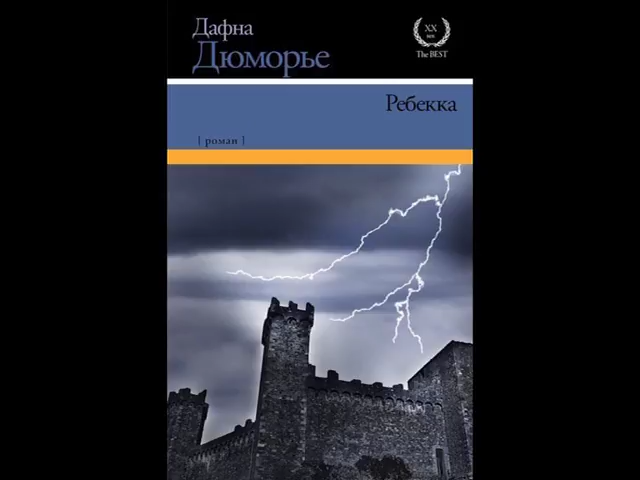 Дафна
Дюморье
XX
век
The BEST
Ребекка
[ роман ]